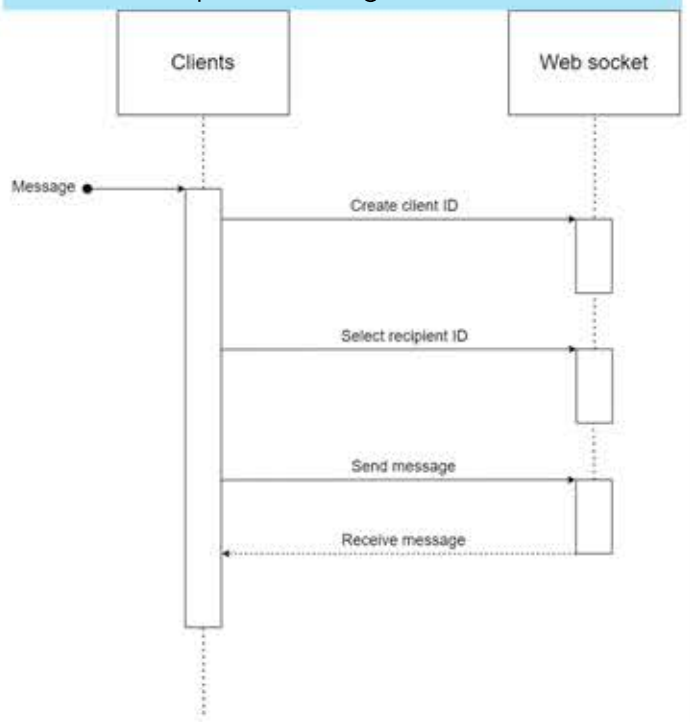 Clients
Web socket
Message
Create client ID
Select recipient ID
Send message
Receive message